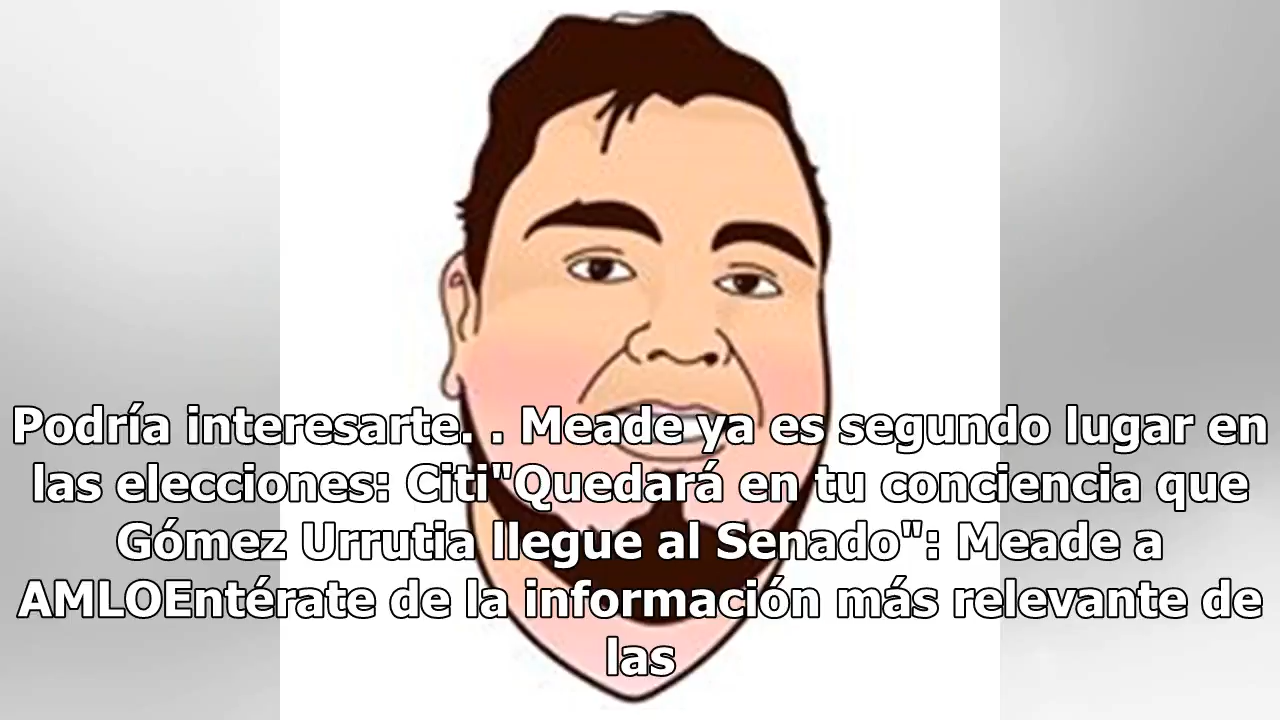 Podría interesarte. . Meade ya es segundo lugar en
las elecciones: Citi"Quedará en tu conciencia que
Gómez Urrutia llegue al Senado": Meade a
AMLOEntérate de la información más relevante de
las